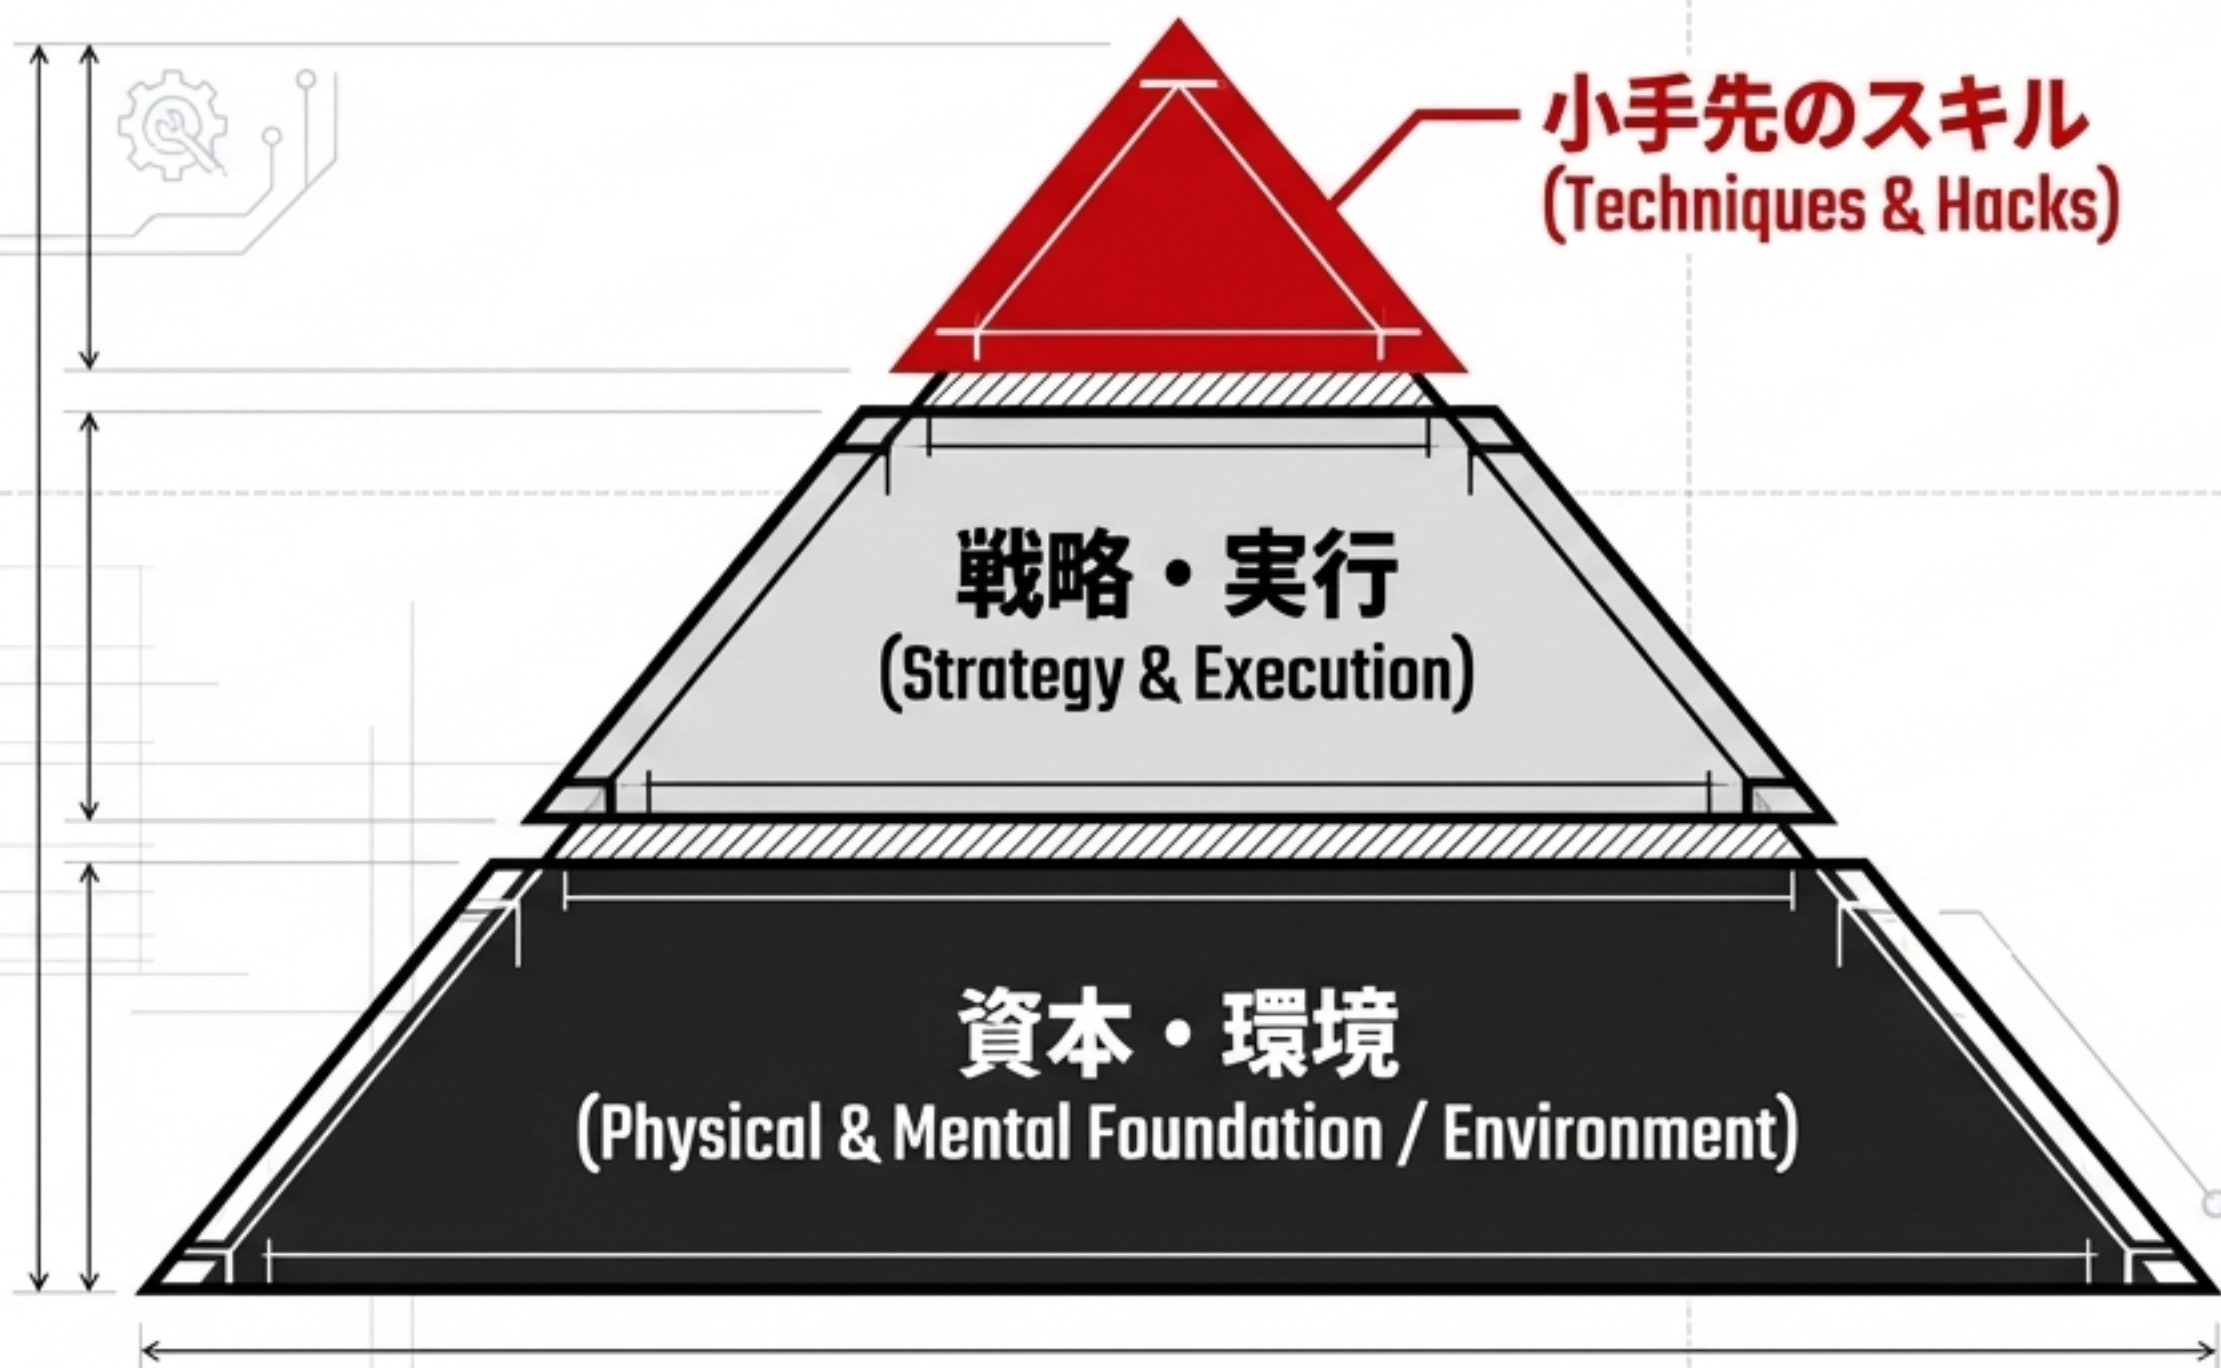 小手先のスキル
(Techniques & Hacks)
戦略・実行
(Strategy & Execution)
資本・環境
(Physical & Mental Foundation / Environment)